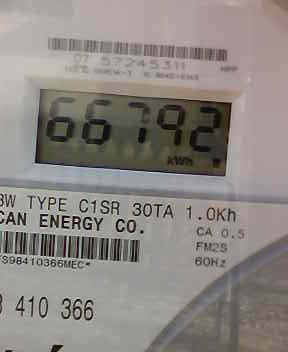 07 57245311
66792
kWh
3W TYPE C1SR 30TA 1.0Kh
CAN ENERGY CO.
CA 0.5
FM2S
60Hz
TS98410366MEC*
410 366